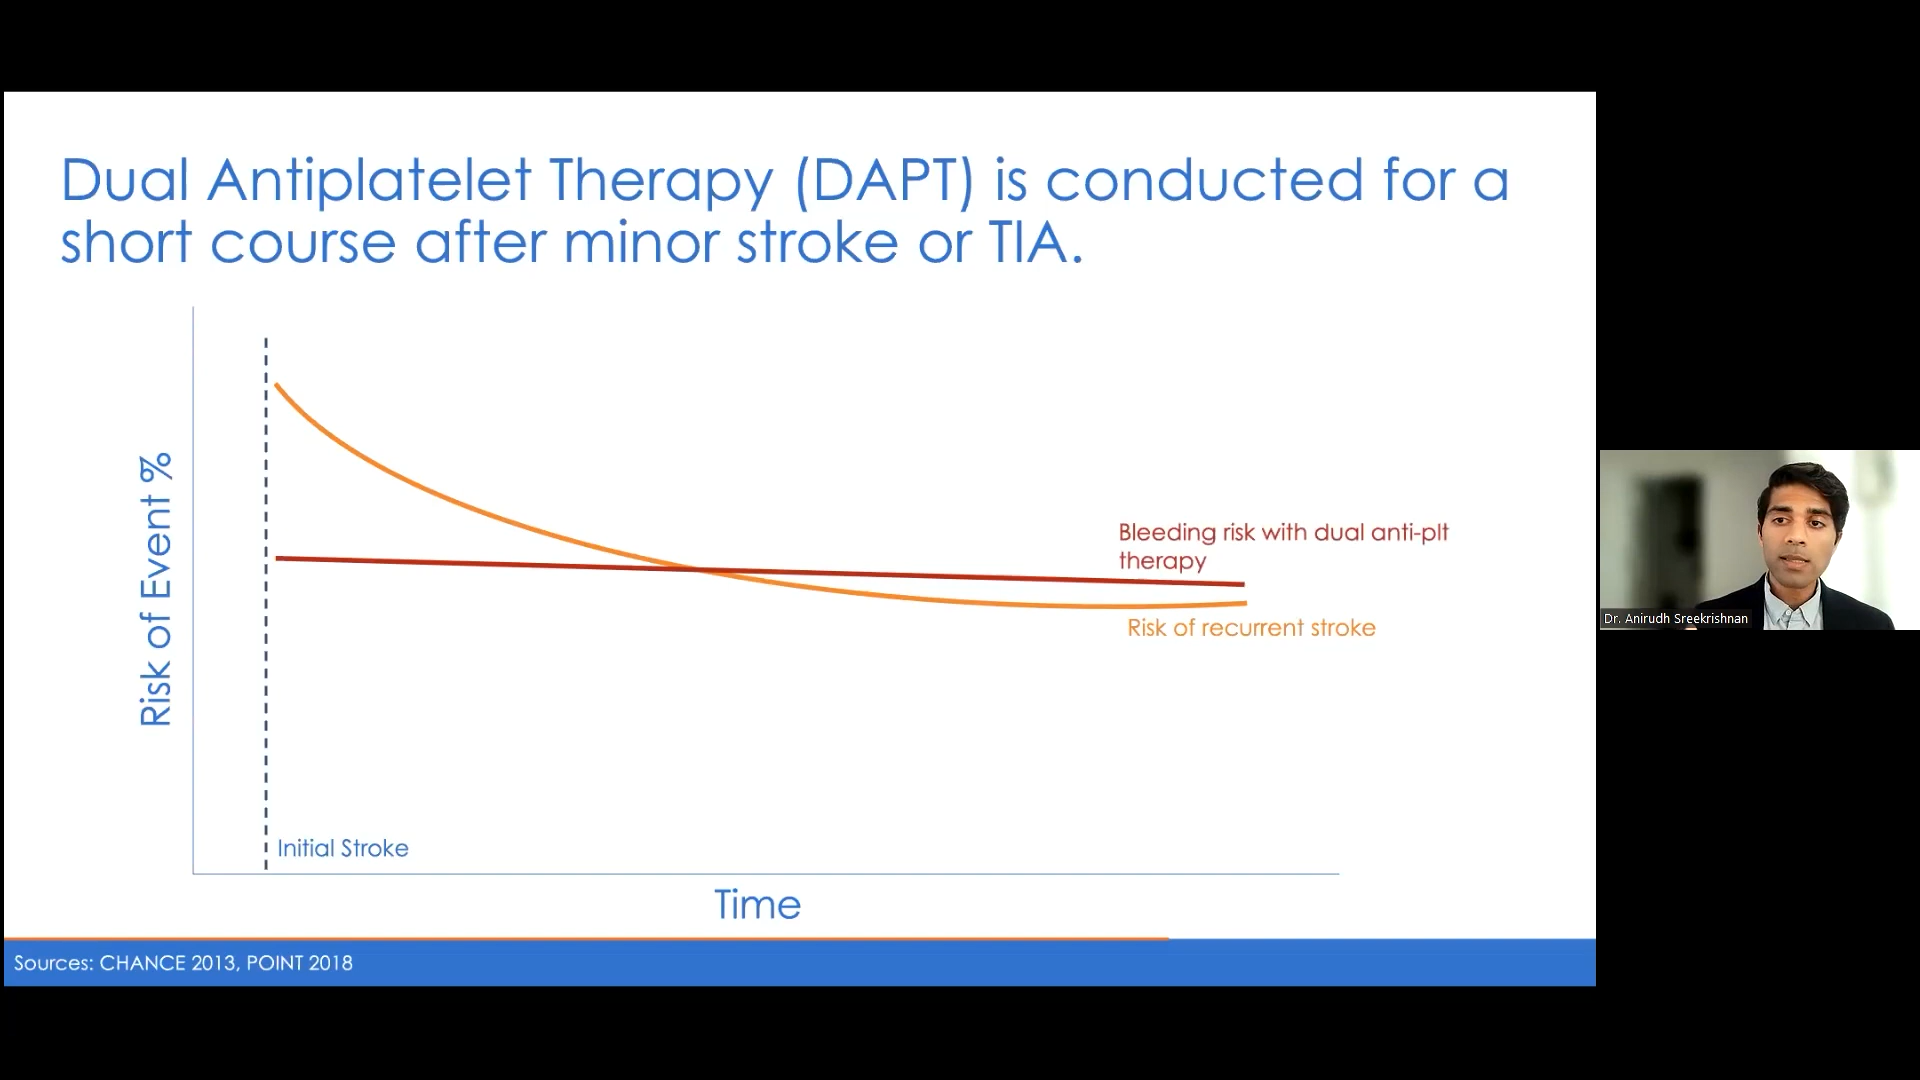 Dual Antiplatelet Therapy (DAPT) is conducted for a
short course after minor stroke or TIA.
Risk of Event %
Bleeding risk with dual anti-plt
therapy
Risk of recurrent stroke
Initial Stroke
Time
Sources: CHANCE 2013, POINT 2018
Dr. Anirudh Sreekrishnan